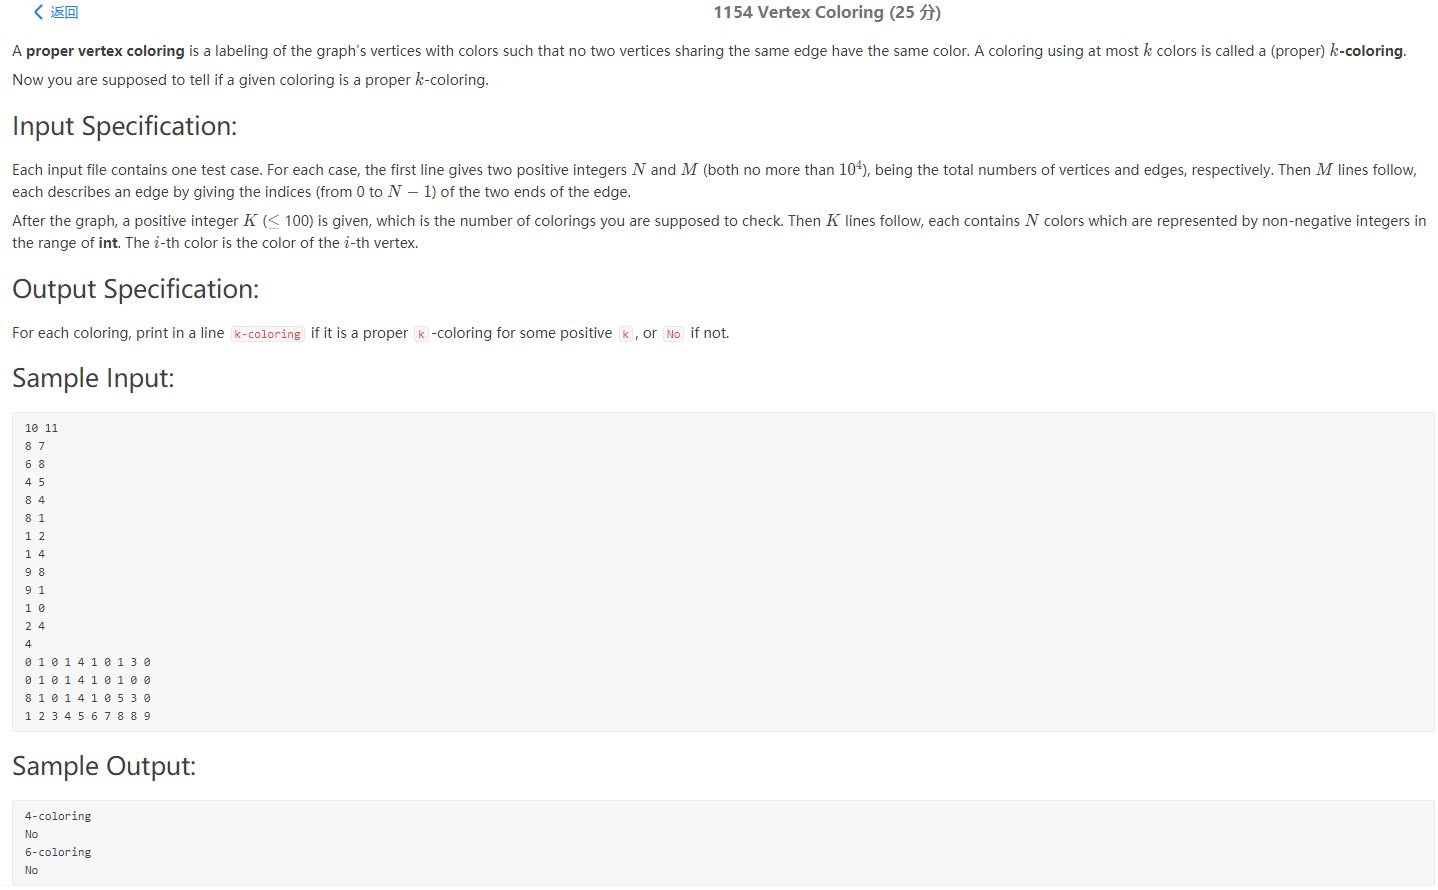 返回
1154 Vertex Coloring (25 分)
A proper vertex coloring is a labeling of the graph's vertices with colors such that no two vertices sharing the same edge have the same color. A coloring using at most k colors is called a (proper) k-coloring.
Now you are supposed to tell if a given coloring is a proper k-coloring.
Input Specification:
Each input file contains one test case. For each case, the first line gives two positive integers N and M (both no more than 10⁴), being the total numbers of vertices and edges, respectively. Then M lines follow,
each describes an edge by giving the indices (from 0 to N − 1) of the two ends of the edge.
After the graph, a positive integer K (≤ 100) is given, which is the number of colorings you are supposed to check. Then K lines follow, each contains N colors which are represented by non-negative integers in
the range of int. The i-th color is the color of the i-th vertex.
Output Specification:
For each coloring, print in a line k-coloring if it is a proper k -coloring for some positive k , or No if not.
Sample Input:
10 11
8 7
6 8
4 5
8 4
8 1
1 2
1 4
9 8
9 1
1 0
2 4
4
0 1 0 1 4 1 0 1 3 0
0 1 0 1 4 1 0 1 0 0
8 1 0 1 4 1 0 5 3 0
1 2 3 4 5 6 7 8 8 9
Sample Output:
4-coloring
No
6-coloring
No